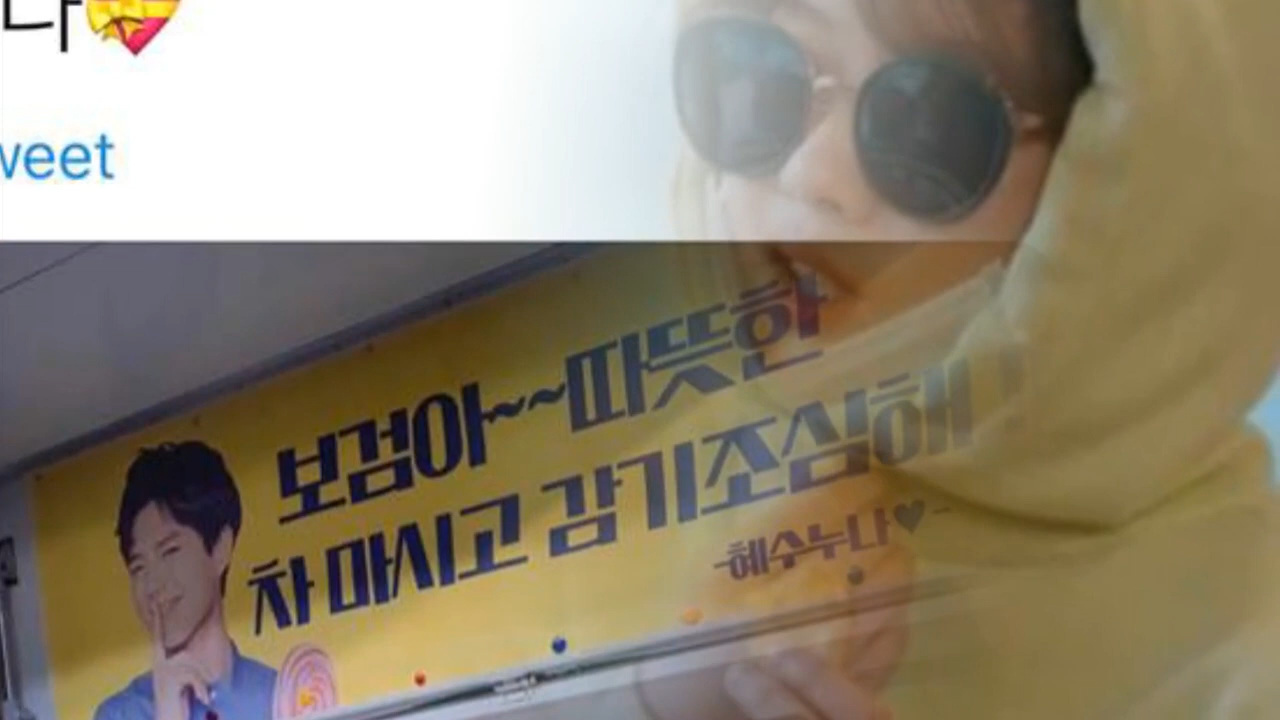 다💝
weet
보검아~~따뜻한
차 마시고 감기조심해!
-혜수누나♥-